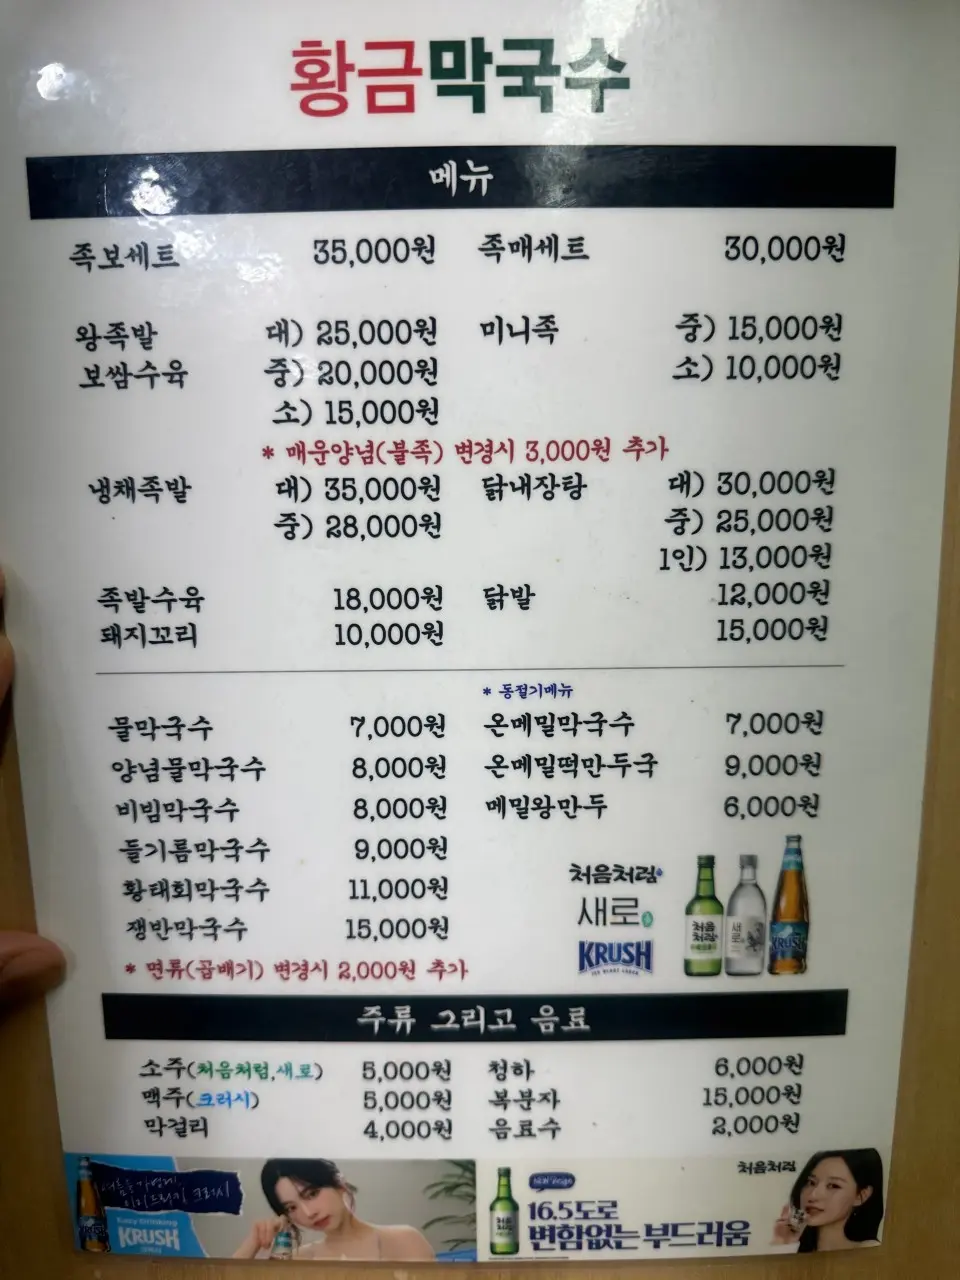 황금막국수
메뉴
족보세트 35,000원 족매세트 30,000원
왕족발 대) 25,000원 미니족 중) 15,000원
보쌈수육 중) 20,000원 소) 10,000원
소) 15,000원
* 매운양념(불족) 변경시 3,000원 추가
냉채족발 대) 35,000원 닭내장탕 대) 30,000원
중) 28,000원 중) 25,000원
1인) 13,000원
족발수육 18,000원 닭발 12,000원
돼지꼬리 10,000원 15,000원
* 동절기메뉴
물막국수 7,000원 온메밀막국수 7,000원
양념물막국수 8,000원 온메밀떡만두국 9,000원
비빔막국수 8,000원 메밀왕만두 6,000원
들기름막국수 9,000원
황태회막국수 11,000원
쟁반막국수 15,000원
처음처럼
새로
KRUSH
* 면류(곱배기) 변경시 2,000원 추가
주류 그리고 음료
소주(처음처럼,새로) 5,000원 청하 6,000원
맥주(크러시) 5,000원 복분자 15,000원
막걸리 4,000원 음료수 2,000원
Easy Drinking
KRUSH
크러시
처음처럼
16.5도로
변함없는 부드러움